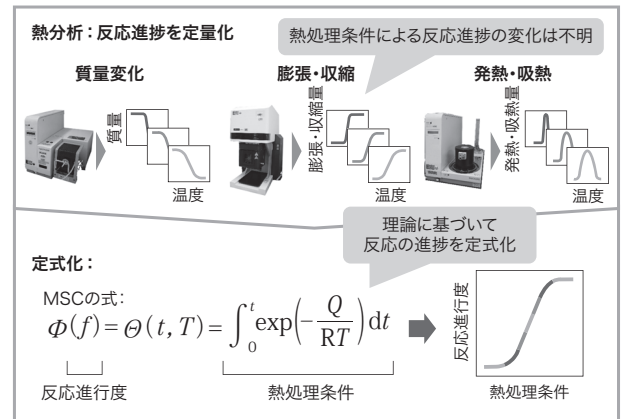 熱分析：反応進捗を定量化
熱処理条件による反応進捗の変化は不明
質量変化
膨張・収縮
発熱・吸熱
質量
温度
膨張・収縮量
温度
発熱・吸熱量
温度
理論に基づいて
反応の進捗を定式化
定式化：
MSCの式：
Φ(f)=Θ(t, T)=∫₀ᵗexp(−Q/RT)dt
反応進行度
熱処理条件
反応進行度
熱処理条件